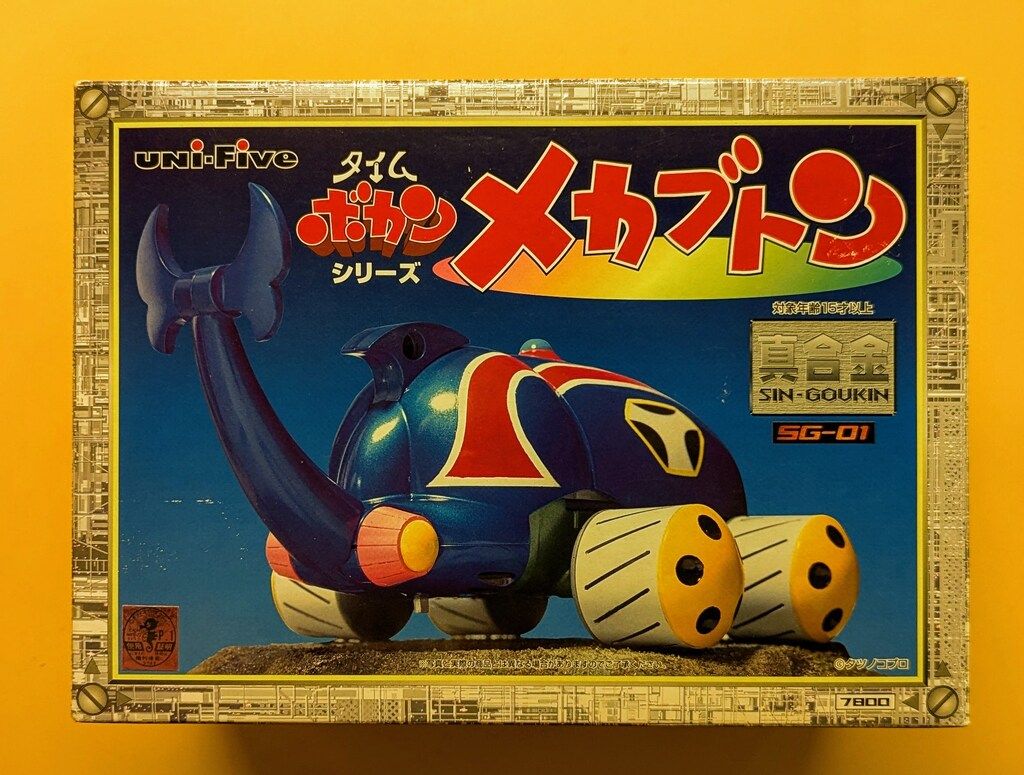 UNi-Five
タイム
ボカン
シリーズ
メカブトン
対象年齢15才以上
真合金
SIN-GOUKIN
SG-01
©タツノコプロ
7800